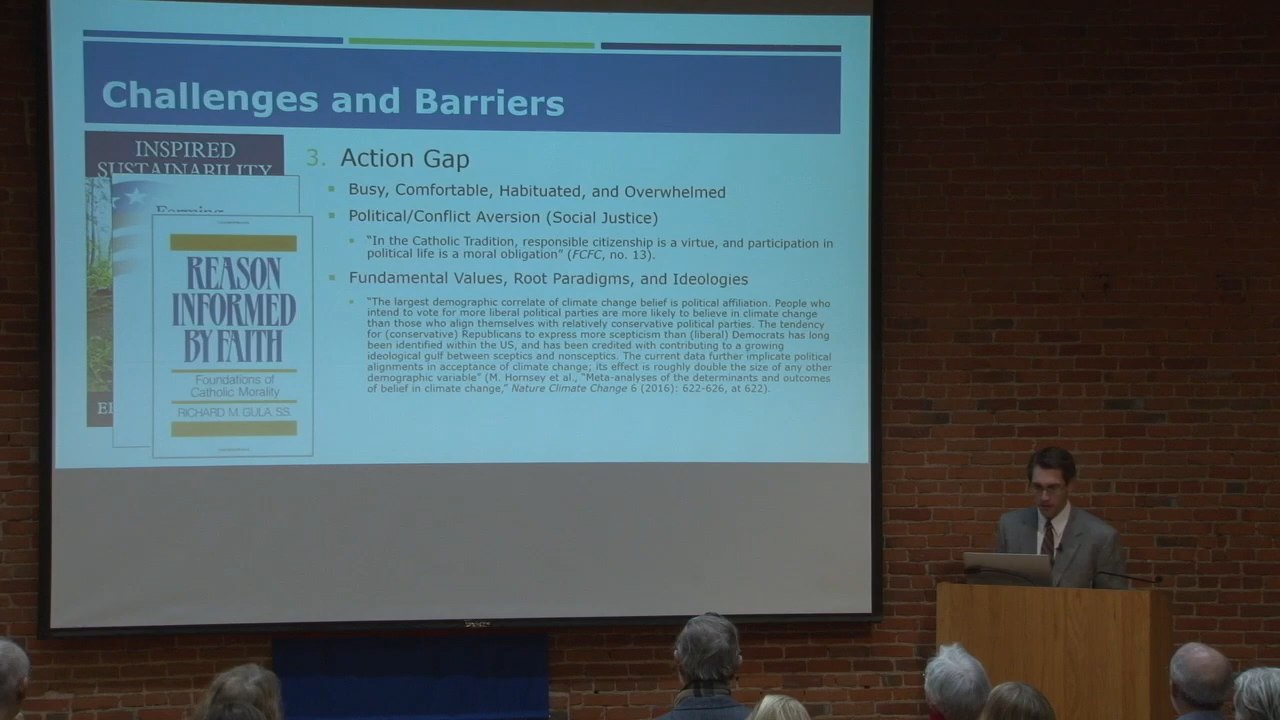 Challenges and Barriers
INSPIRED
SUSTAINABILITY
Forming
REASON
INFORMED
BY FAITH
Foundations of
Catholic Morality
RICHARD M. GULA, S.S.
EI
3. Action Gap
Busy, Comfortable, Habituated, and Overwhelmed
Political/Conflict Aversion (Social Justice)
“In the Catholic Tradition, responsible citizenship is a virtue, and participation in
political life is a moral obligation” (FCFC, no. 13).
Fundamental Values, Root Paradigms, and Ideologies
“The largest demographic correlate of climate change belief is political affiliation. People who
intend to vote for more liberal political parties are more likely to believe in climate change
than those who align themselves with relatively conservative political parties. The tendency
for (conservative) Republicans to express more scepticism than (liberal) Democrats has long
been identified within the US, and has been credited with contributing to a growing
ideological gulf between sceptics and nonsceptics. The current data further implicate political
alignments in acceptance of climate change; its effect is roughly double the size of any other
demographic variable” (M. Hornsey et al., “Meta-analyses of the determinants and outcomes
of belief in climate change,” Nature Climate Change 6 (2016): 622-626, at 622).